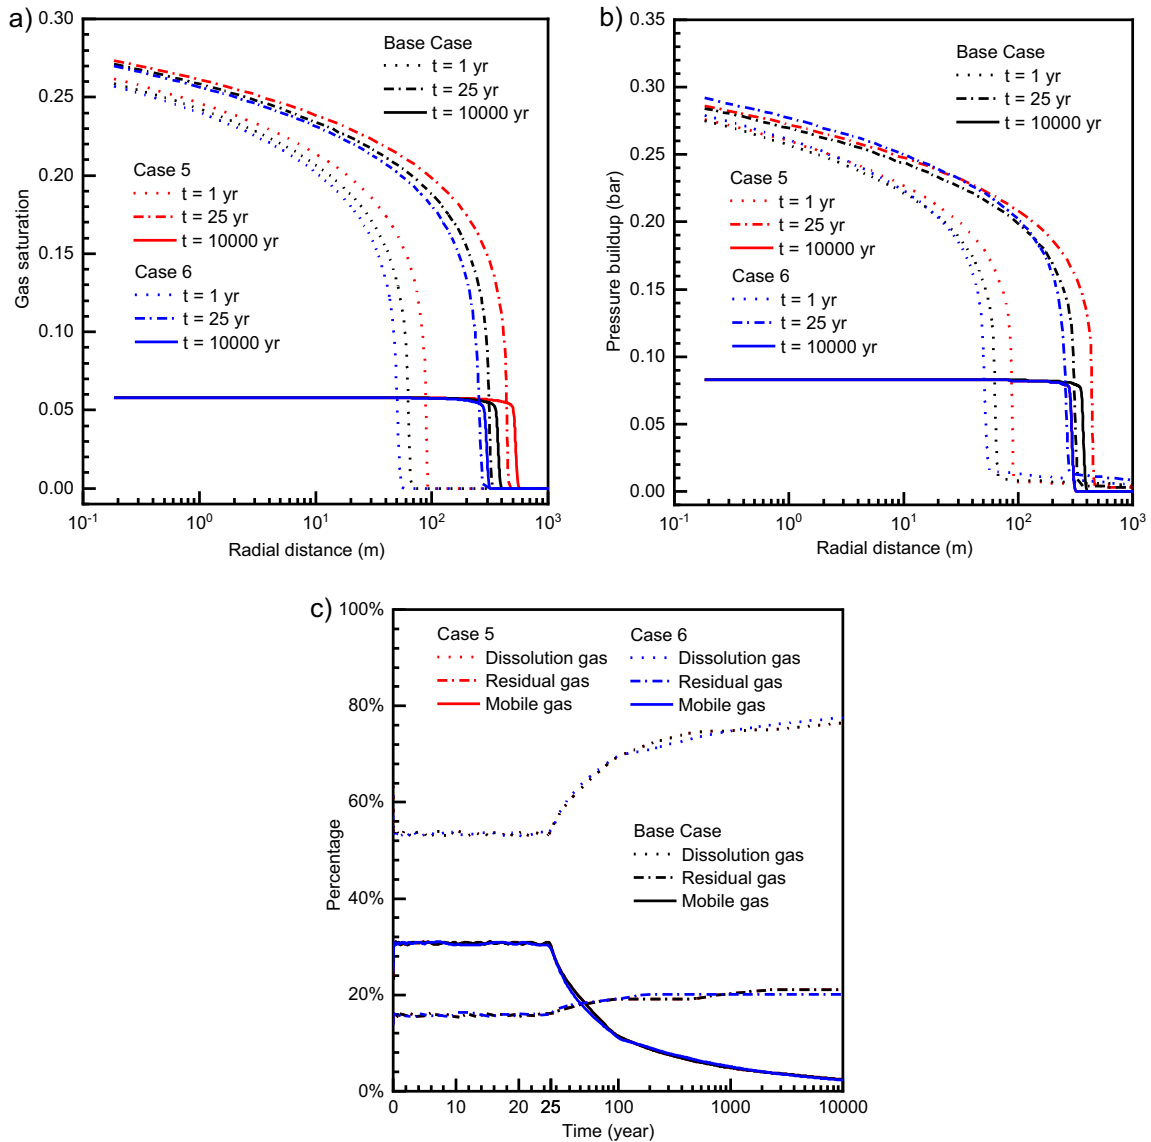 a)
0.30
0.25
0.20
0.15
0.10
0.05
0.00
Gas saturation
Base Case
t = 1 yr
t = 25 yr
t = 10000 yr
Case 5
t = 1 yr
t = 25 yr
t = 10000 yr
Case 6
t = 1 yr
t = 25 yr
t = 10000 yr
10-1 100 101 102 103
Radial distance (m)
b)
0.35
0.30
0.25
0.20
0.15
0.10
0.05
0.00
Pressure buildup (bar)
Base Case
t = 1 yr
t = 25 yr
t = 10000 yr
Case 5
t = 1 yr
t = 25 yr
t = 10000 yr
Case 6
t = 1 yr
t = 25 yr
t = 10000 yr
10-1 100 101 102 103
Radial distance (m)
c)
100%
80%
60%
40%
20%
0%
Percentage
Case 5
Dissolution gas
Residual gas
Mobile gas
Case 6
Dissolution gas
Residual gas
Mobile gas
Base Case
Dissolution gas
Residual gas
Mobile gas
0 10 20 25 100 1000 10000
Time (year)